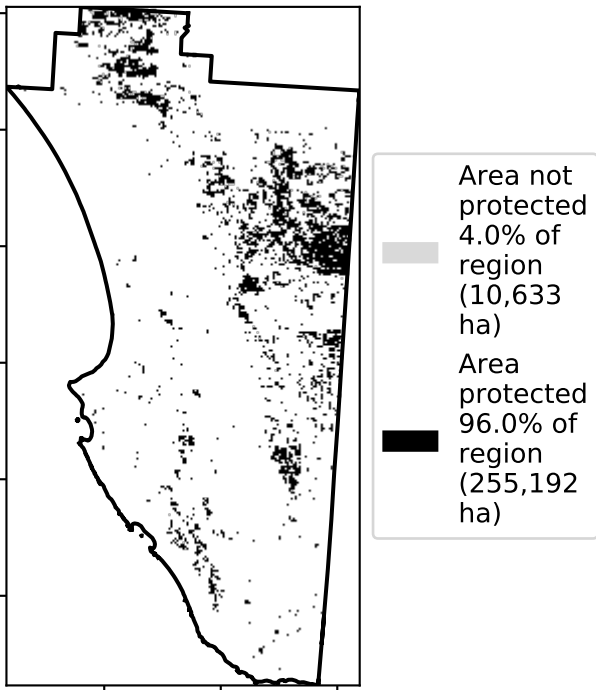 Area not
protected
4.0% of
region
(10,633
ha)
Area
protected
96.0% of
region
(255,192
ha)